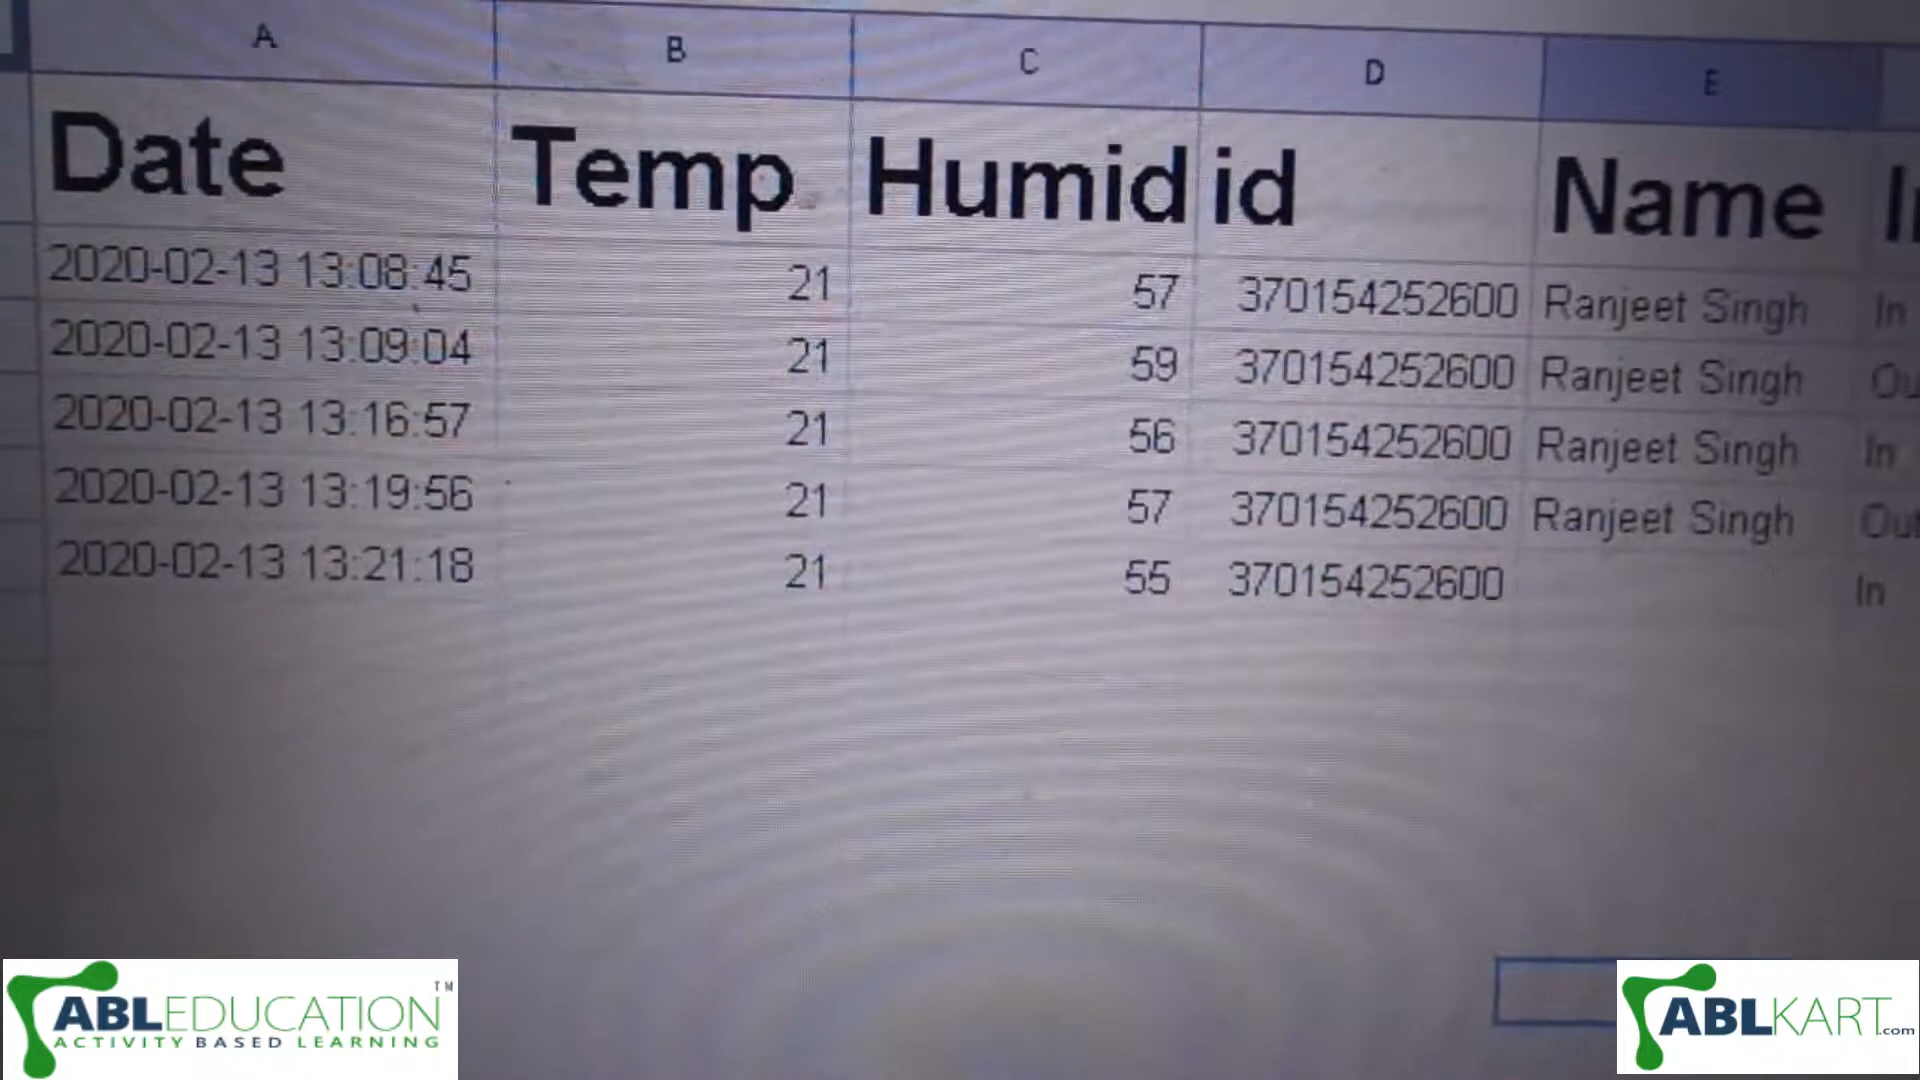 A B C D E
Date Temp Humid id Name
2020-02-13 13:08:45 21 57 370154252600 Ranjeet Singh In
2020-02-13 13:09:04 21 59 370154252600 Ranjeet Singh Ou
2020-02-13 13:16:57 21 56 370154252600 Ranjeet Singh In
2020-02-13 13:19:56 21 57 370154252600 Ranjeet Singh Out
2020-02-13 13:21:18 21 55 370154252600 In
ABLEDUCATION TM
ACTIVITY BASED LEARNING
ABLKART.com